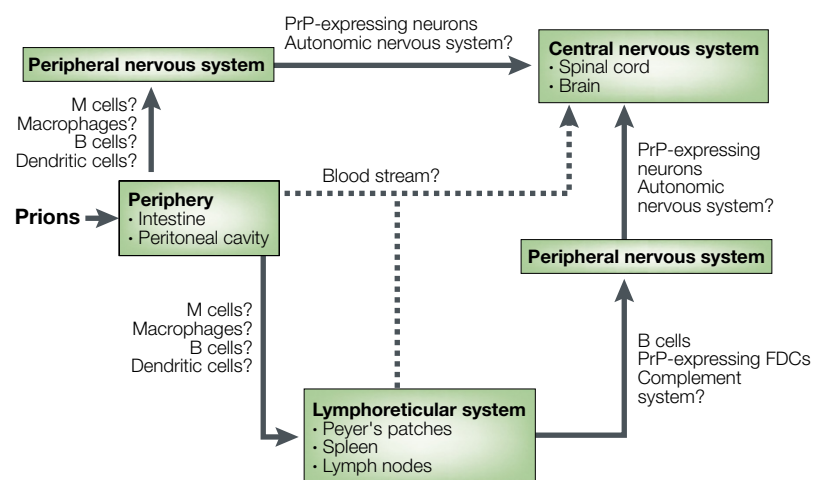 PrP-expressing neurons
Autonomic nervous system?
Peripheral nervous system
Central nervous system
· Spinal cord
· Brain
M cells?
Macrophages?
B cells?
Dendritic cells?
Blood stream?
PrP-expressing
neurons
Autonomic
nervous system?
Prions
Periphery
· Intestine
· Peritoneal cavity
Peripheral nervous system
M cells?
Macrophages?
B cells?
Dendritic cells?
B cells
PrP-expressing FDCs
Complement
system?
Lymphoreticular system
· Peyer's patches
· Spleen
· Lymph nodes